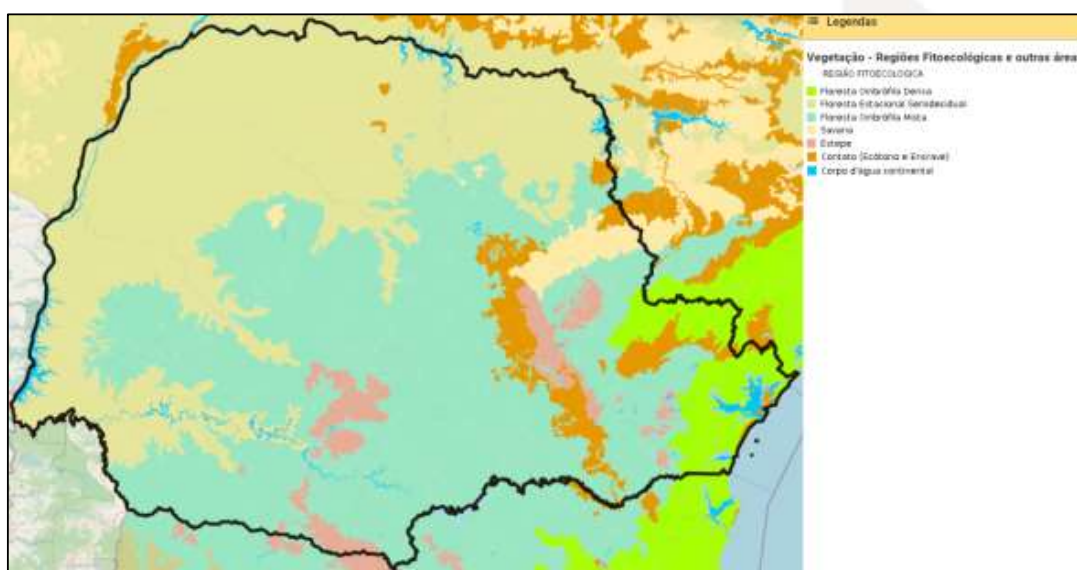 Legendas
Vegetação - Regiões Fitoecológicas e outras área
REGIÃO FITOECOLÓGICA
Floresta Ombrófila Densa
Floresta Estacional Semidecidual
Floresta Ombrófila Mista
Savana
Estepe
Contato (Ecótono e Encrave)
Corpo d'água continental